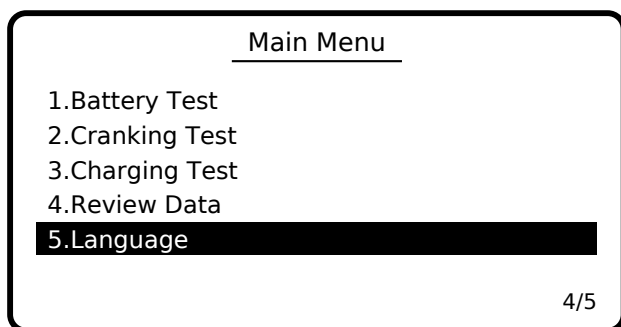 Main Menu
1.Battery Test
2.Cranking Test
3.Charging Test
4.Review Data
5.Language
4/5